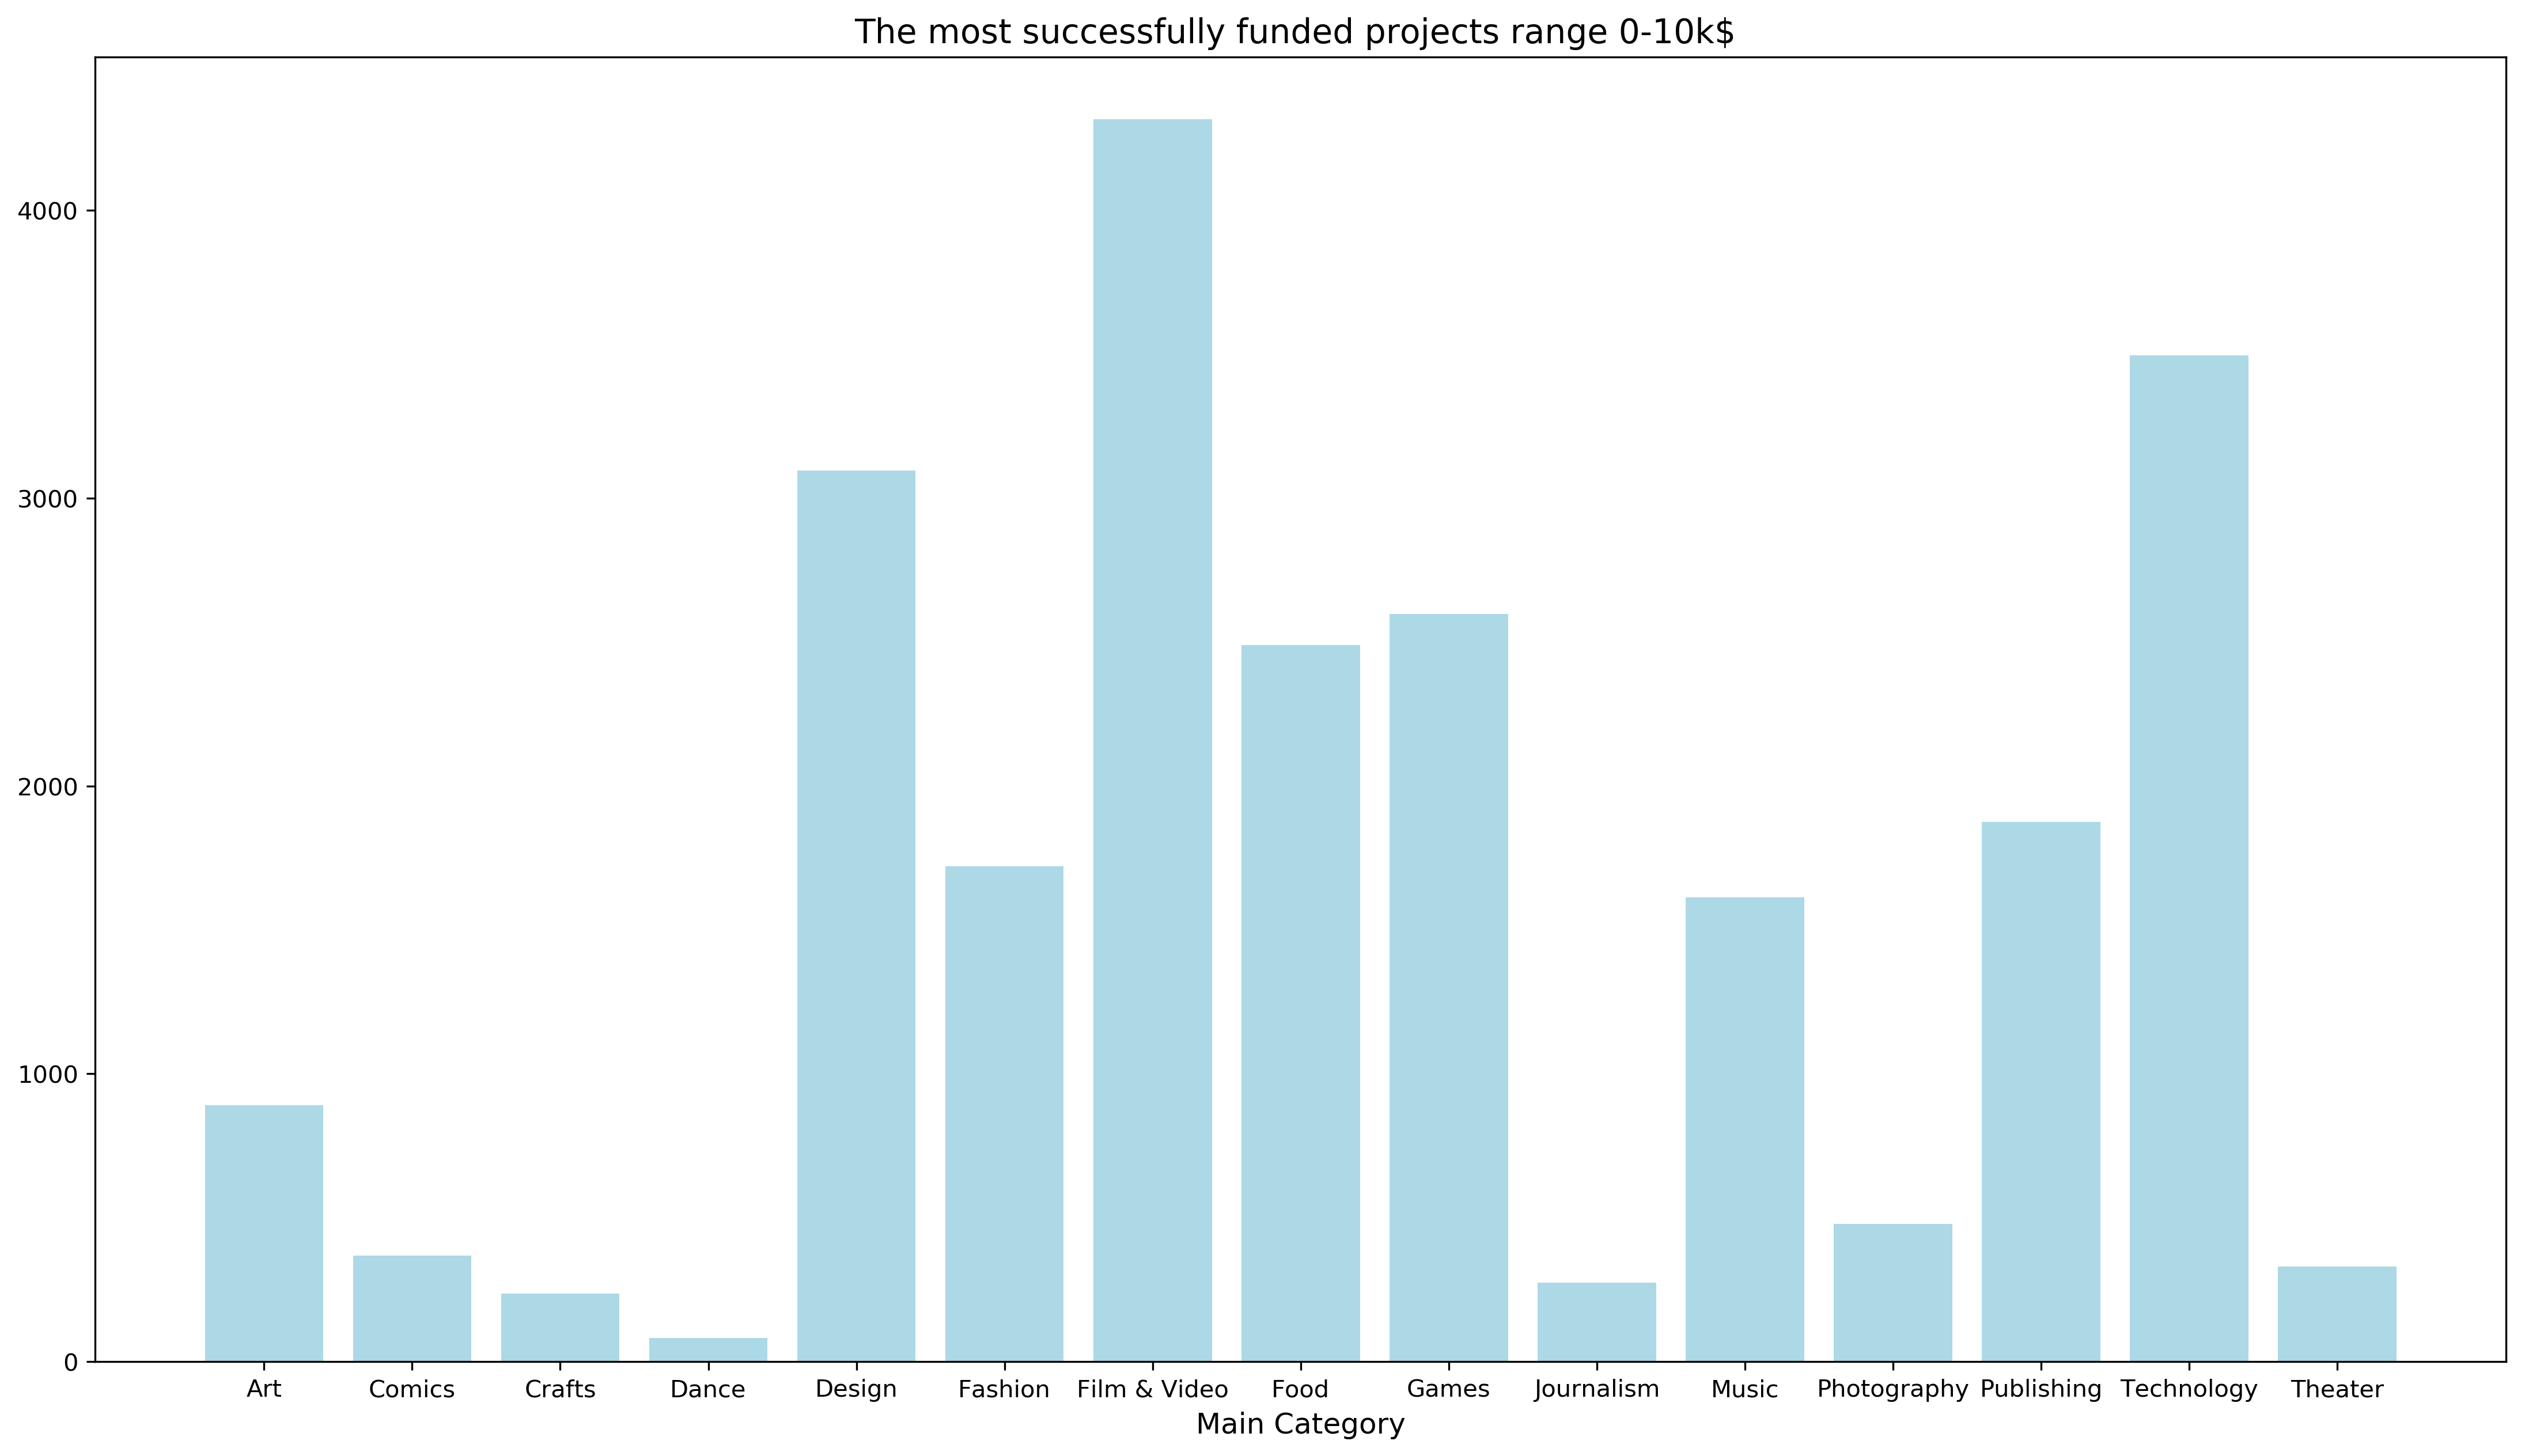 The most successfully funded projects range 0-10k$
4000
3000
2000
1000
0
Art Comics Crafts Dance Design Fashion Film & Video Food Games Journalism Music Photography Publishing Technology Theater
Main Category